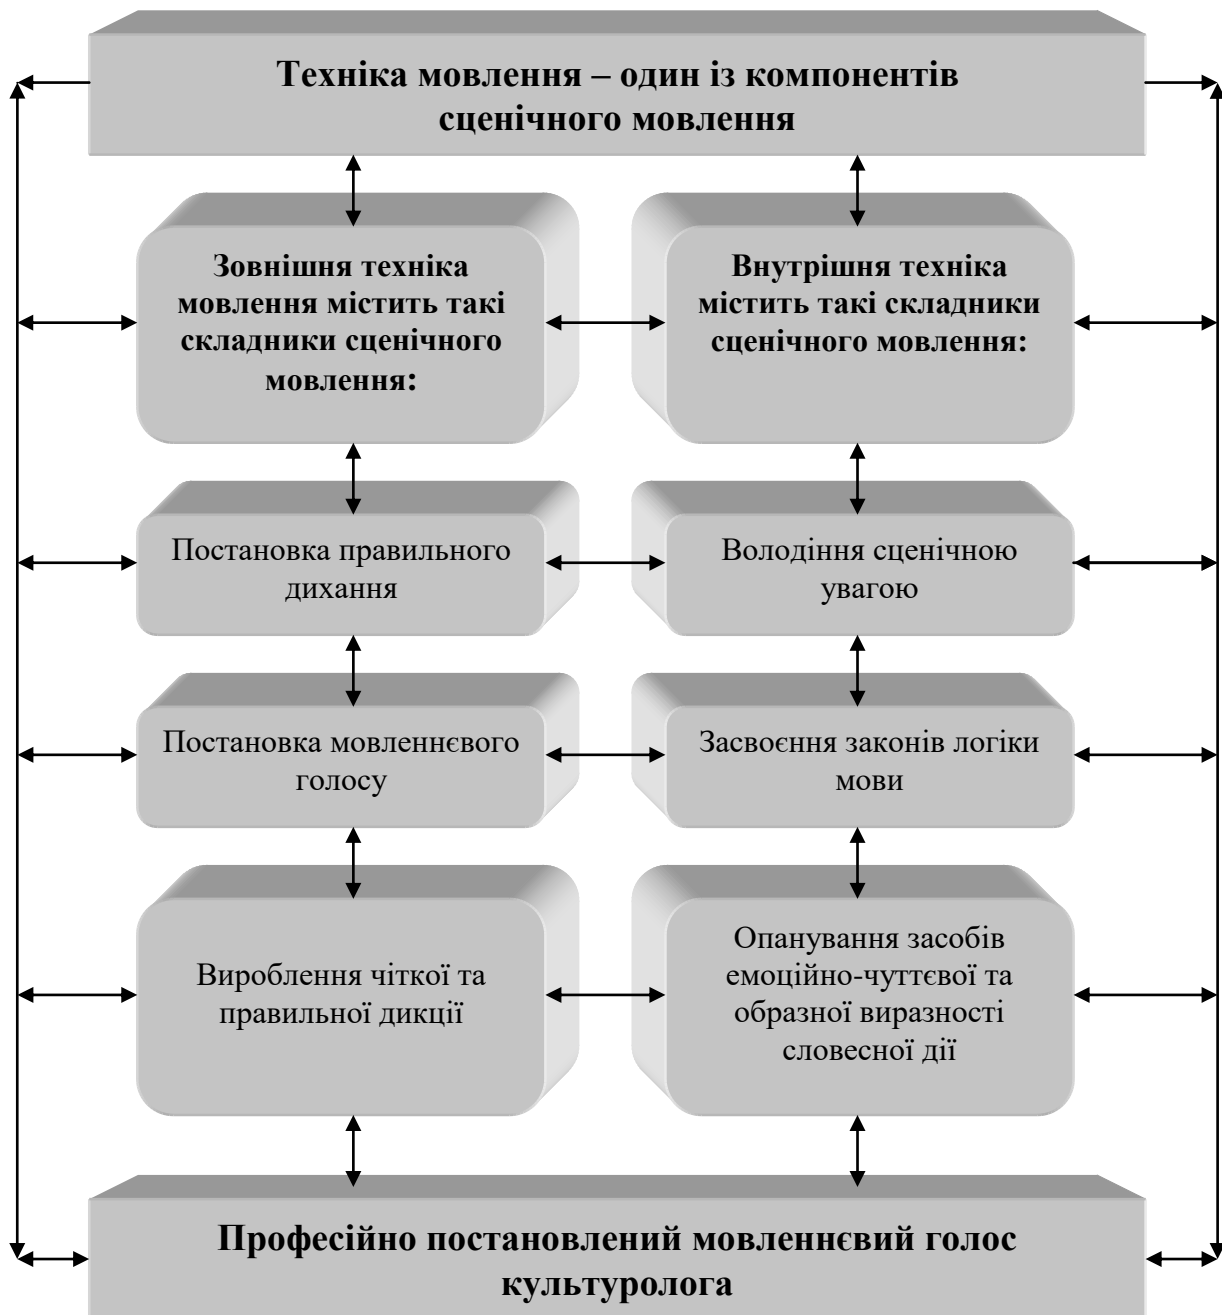 Техніка мовлення – один із компонентів
сценічного мовлення
Зовнішня техніка
мовлення містить такі
складники сценічного
мовлення:
Внутрішня техніка
містить такі складники
сценічного мовлення:
Постановка правильного
дихання
Володіння сценічною
увагою
Постановка мовленнєвого
голосу
Засвоєння законів логіки
мови
Вироблення чіткої та
правильної дикції
Опанування засобів
емоційно-чуттєвої та
образної виразності
словесної дії
Професійно постановлений мовленнєвий голос
культуролога